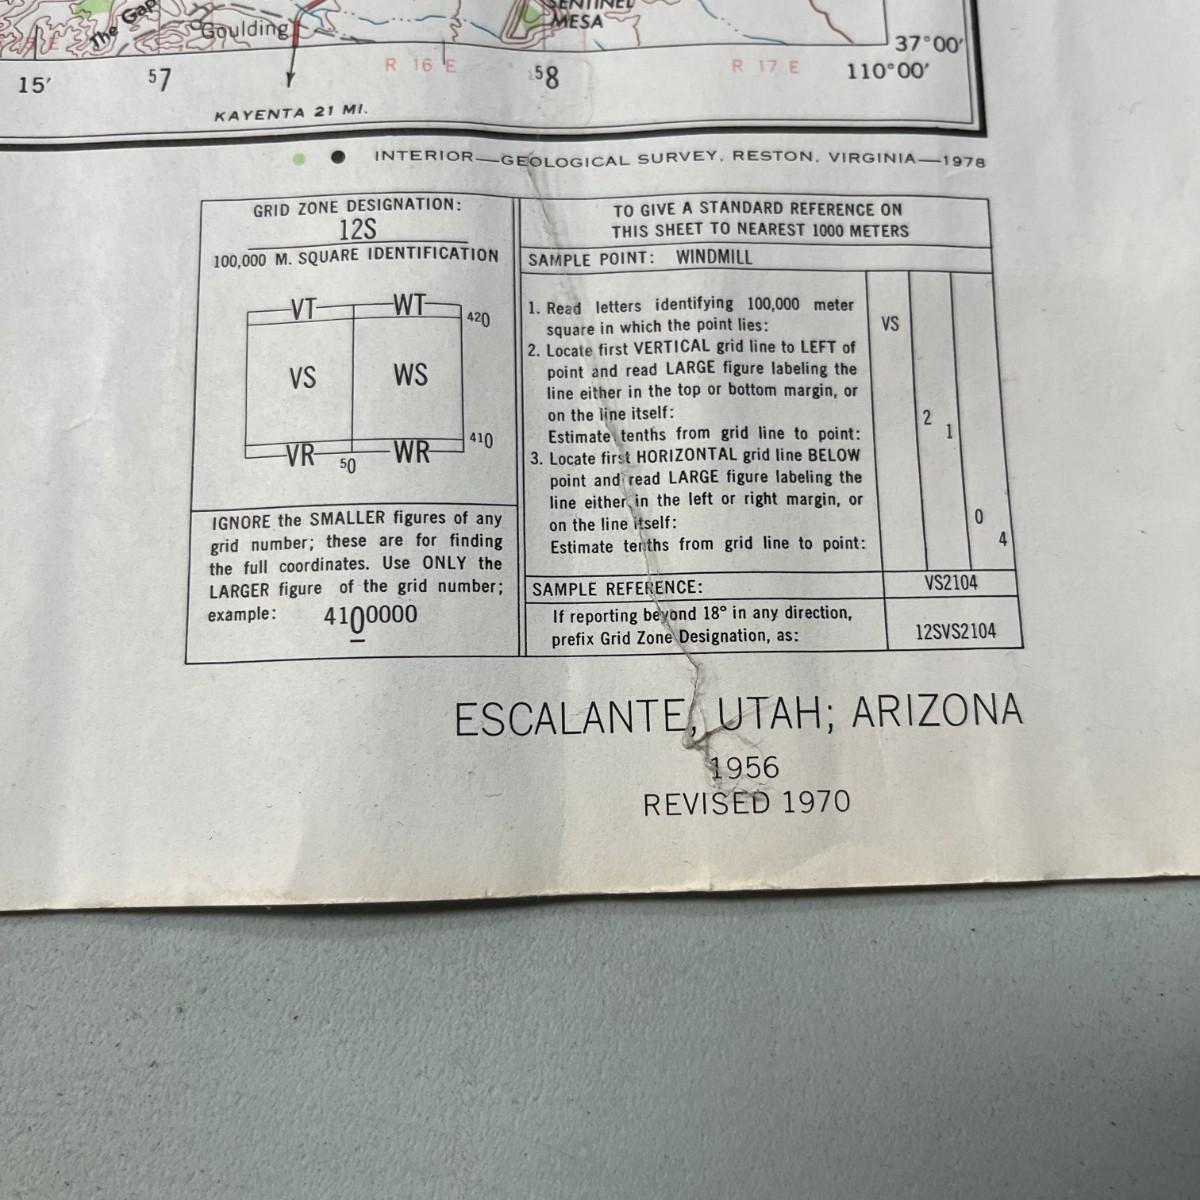 SENTINEL
MESA
The Gap
Goulding
37°00′
15′
57
R 16 E
58
R 17 E
110°00′
KAYENTA 21 MI.
INTERIOR—GEOLOGICAL SURVEY, RESTON, VIRGINIA—1978
GRID ZONE DESIGNATION:
12S
100,000 M. SQUARE IDENTIFICATION
VT WT
420
VS WS
410
VR WR
50
IGNORE the SMALLER figures of any
grid number; these are for finding
the full coordinates. Use ONLY the
LARGER figure of the grid number;
example: 4100000
TO GIVE A STANDARD REFERENCE ON
THIS SHEET TO NEAREST 1000 METERS
SAMPLE POINT: WINDMILL
1. Read letters identifying 100,000 meter
square in which the point lies: VS
2. Locate first VERTICAL grid line to LEFT of
point and read LARGE figure labeling the
line either in the top or bottom margin, or
on the line itself: 2
Estimate tenths from grid line to point: 1
3. Locate first HORIZONTAL grid line BELOW
point and read LARGE figure labeling the
line either in the left or right margin, or
on the line itself: 0
Estimate tenths from grid line to point: 4
SAMPLE REFERENCE: VS2104
If reporting beyond 18° in any direction,
prefix Grid Zone Designation, as: 12SVS2104
ESCALANTE, UTAH; ARIZONA
1956
REVISED 1970